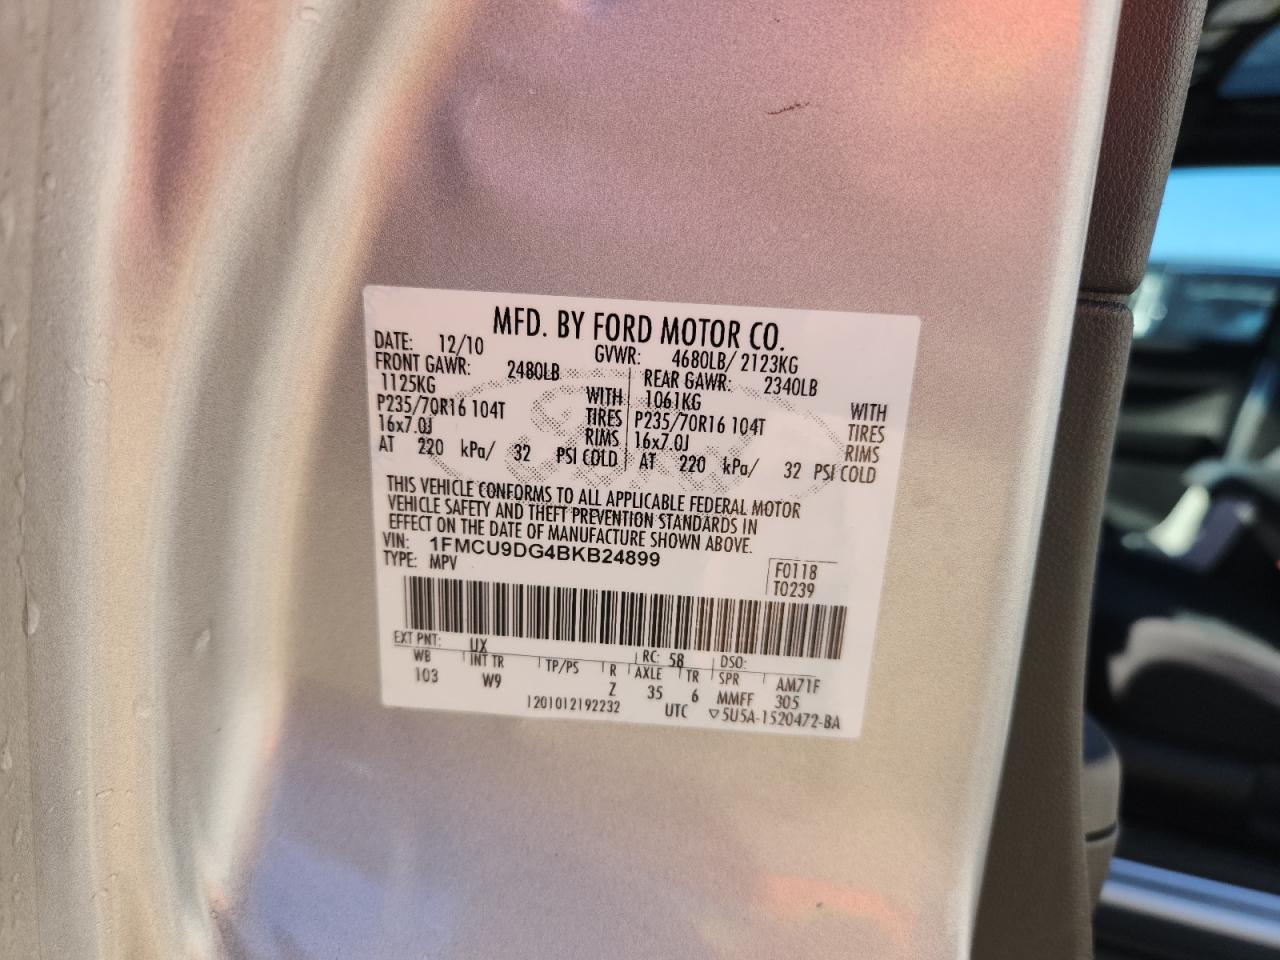 MFD. BY FORD MOTOR CO.
DATE: 12/10 GVWR: 4680LB/ 2123KG
FRONT GAWR: 2480LB REAR GAWR: 2340LB
1125KG WITH 1061KG WITH
P235/70R16 104T TIRES P235/70R16 104T TIRES
16x7.0J RIMS 16x7.0J RIMS
AT 220 kPa/ 32 PSI COLD AT 220 kPa/ 32 PSI COLD
THIS VEHICLE CONFORMS TO ALL APPLICABLE FEDERAL MOTOR
VEHICLE SAFETY AND THEFT PREVENTION STANDARDS IN
EFFECT ON THE DATE OF MANUFACTURE SHOWN ABOVE.
VIN: 1FMCU9DG4BKB24899
TYPE: MPV F0118
T0239
EXT PNT: UX RC: 58 DSO:
WB INT TR TP/PS R AXLE TR SPR AM71F
103 W9 Z 35 6 MMFF 305
1201012192232 UTC ▽5U5A-1520472-BA